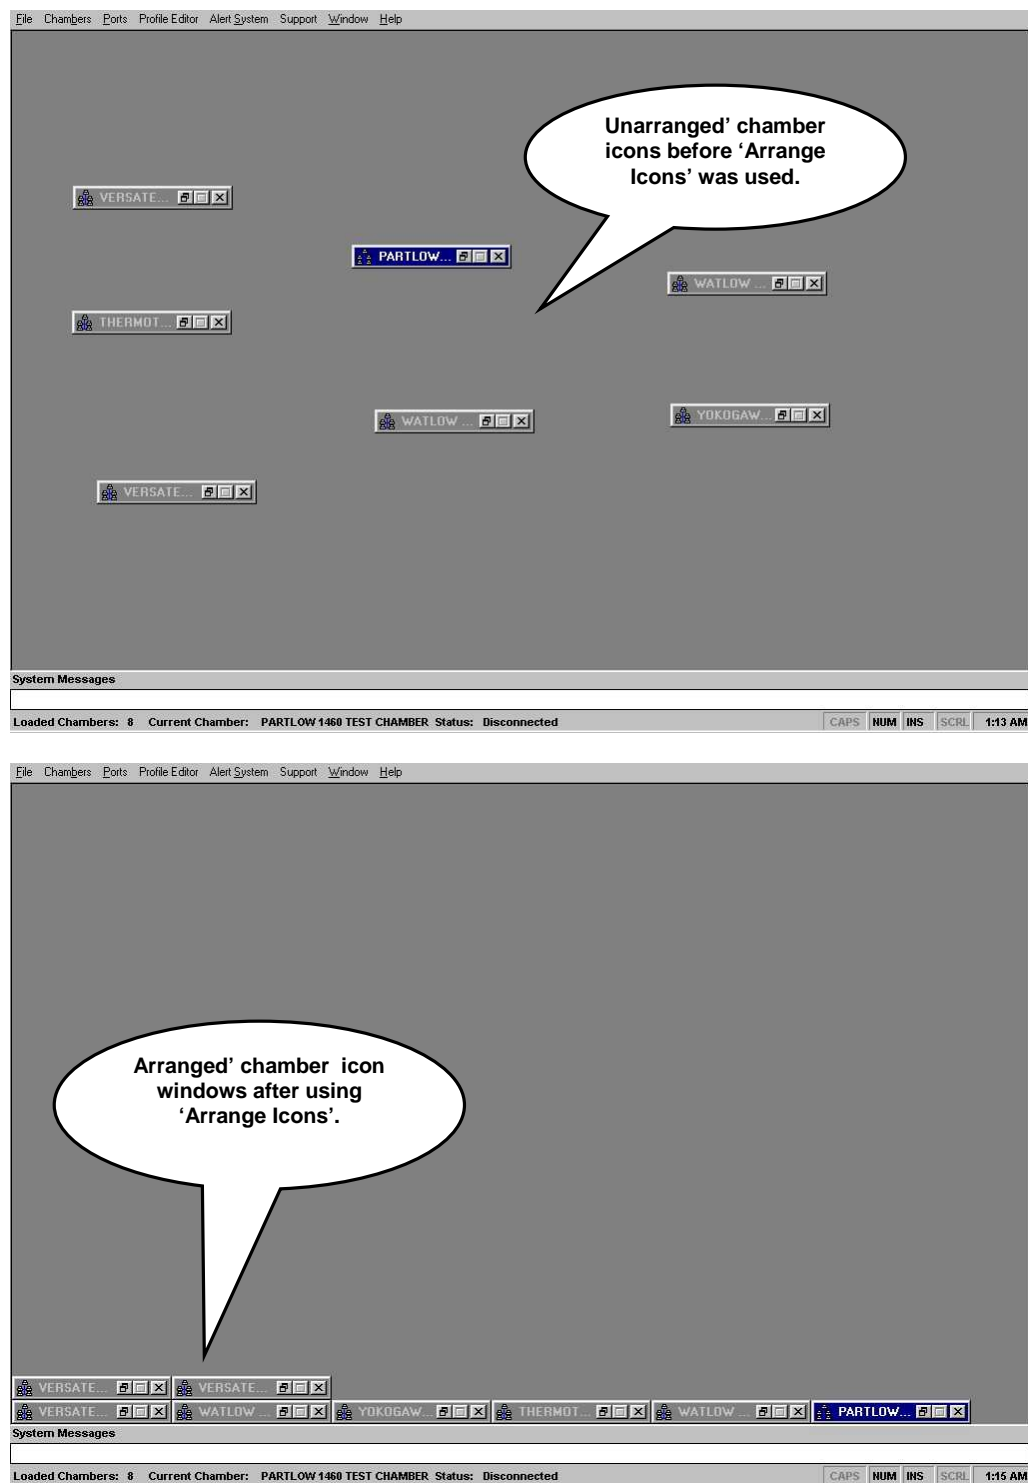 File Chambers Ports Profile Editor Alert System Support Window Help
Unarranged’ chamber
icons before ‘Arrange
Icons’ was used.
VERSATE...
PARTLOW...
WATLOW ...
THERMOT...
WATLOW ...
YOKOGAW...
VERSATE...
System Messages
Loaded Chambers: 8 Current Chamber: PARTLOW 1460 TEST CHAMBER Status: Disconnected CAPS NUM INS SCRL 1:13 AM
File Chambers Ports Profile Editor Alert System Support Window Help
Arranged’ chamber icon
windows after using
‘Arrange Icons’.
VERSATE... VERSATE...
VERSATE... WATLOW ... YOKOGAW... THERMOT... WATLOW ... PARTLOW...
System Messages
Loaded Chambers: 8 Current Chamber: PARTLOW 1460 TEST CHAMBER Status: Disconnected CAPS NUM INS SCRL 1:15 AM